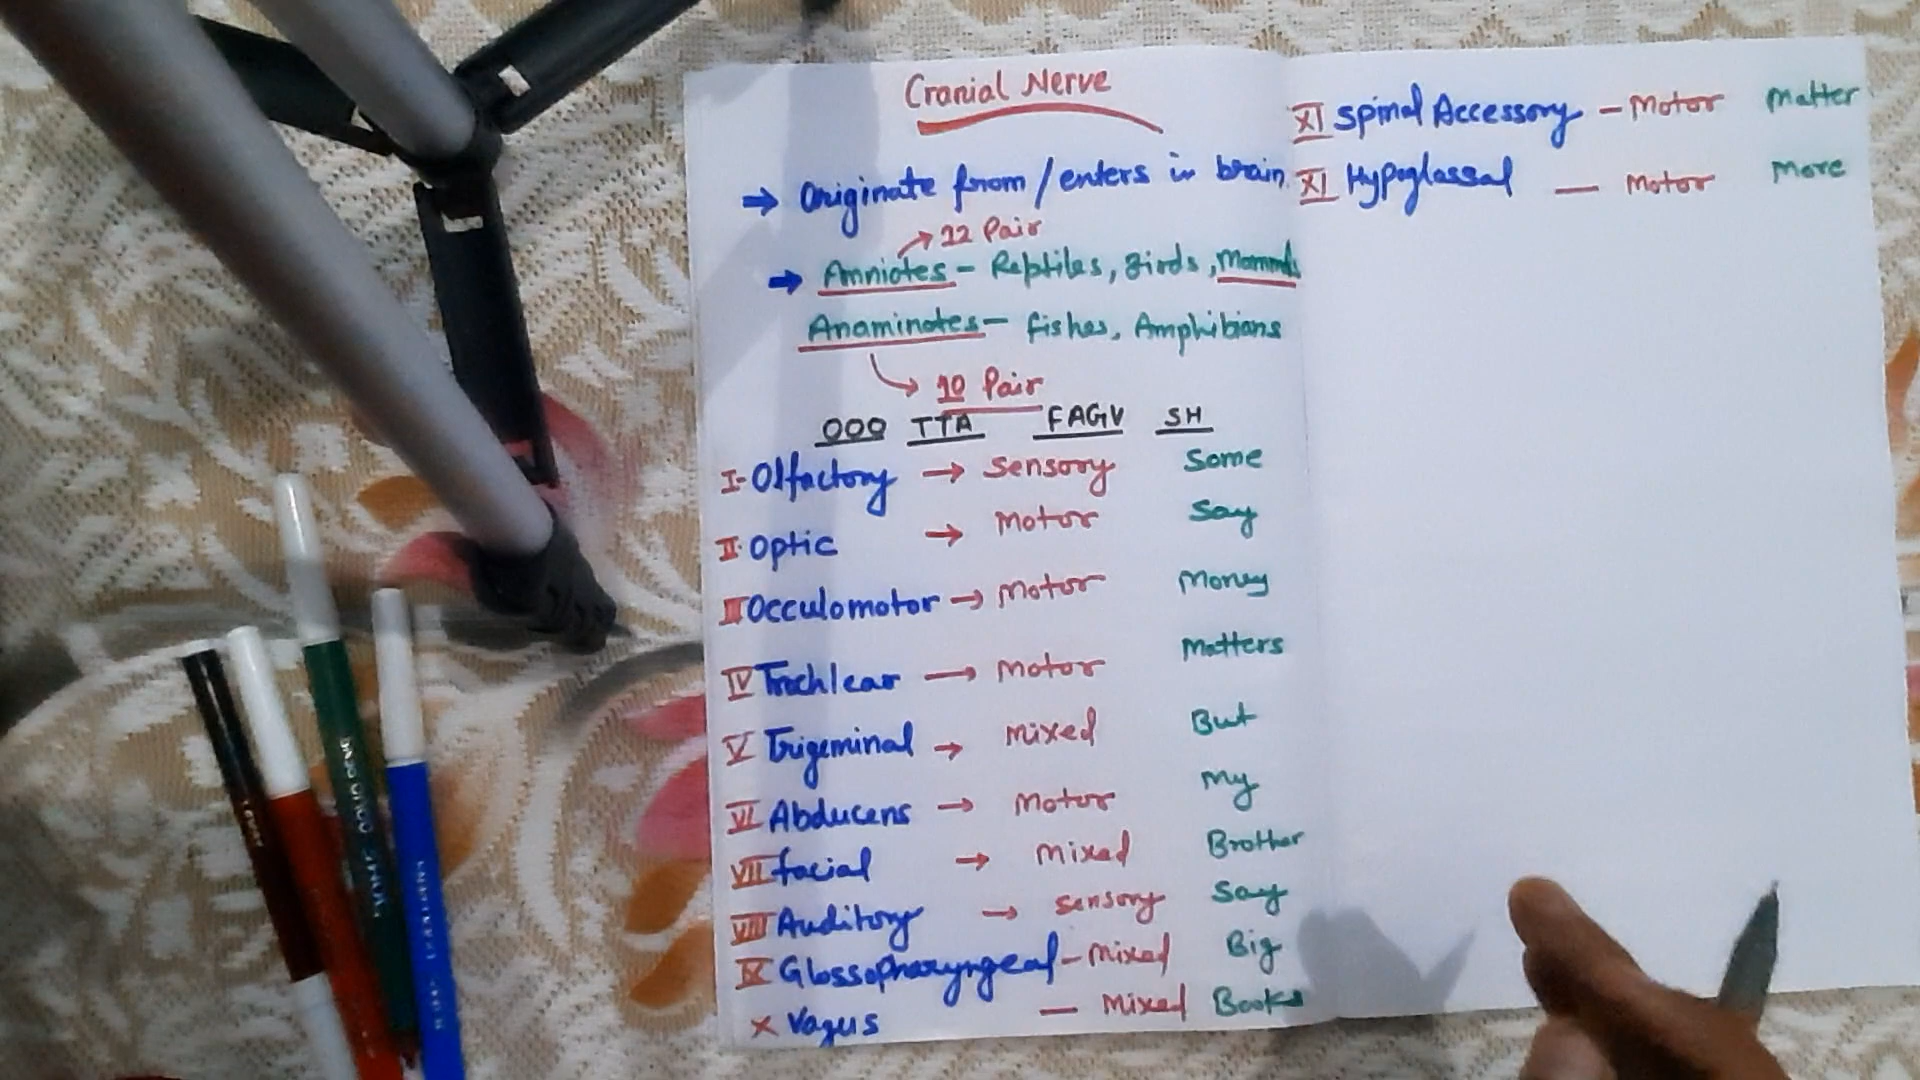 Cranial Nerve
⇒ Originate from/enters in brain.
→ 12 Pair
→ Amniotes - Reptiles, Birds, Mammals
Anaminotes - fishes, Amphibians
→ 10 Pair
OOO TTA FAGV SH
I- Olfactory → Sensory Some
II. Optic → Motor Say
III Occulomotor → Motor Money
IV Trochlear → Motor Matters
V Trigeminal → Mixed But
VI Abducens → Motor My
VII facial → Mixed Brother
VIII Auditory → Sensory Say
IX Glossopharyngeal - Mixed Big
X Vagus - Mixed Books
XI Spinal Accessory - Motor Matter
XI Hypoglassal - Motor More